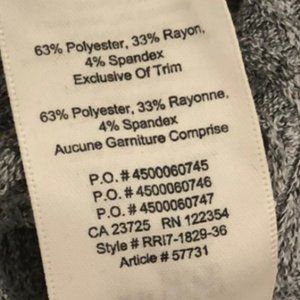 63% Polyester, 33% Rayon,
4% Spandex
Exclusive Of Trim
63% Polyester, 33% Rayonne,
4% Spandex
Aucune Garniture Comprise
P.O. # 4500060745
P.O. # 4500060746
P.O. # 4500060747
CA 23725 RN 122354
Style # RRI7-1829-36
Article # 57731